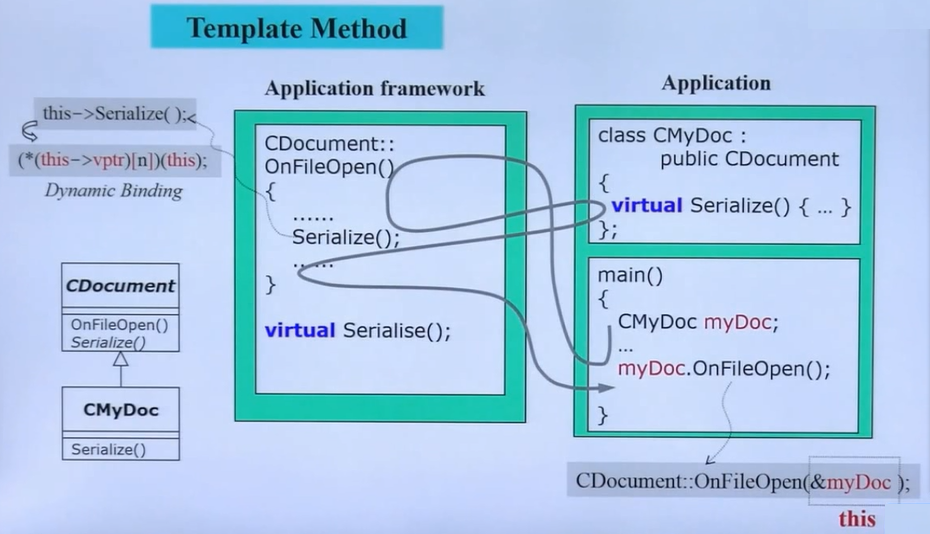 Template Method
Application framework
Application
this->Serialize( );
(*(this->vptr)[n])(this);
Dynamic Binding
CDocument::
OnFileOpen()
{
......
Serialize();
......
}
virtual Serialise();
class CMyDoc :
public CDocument
{
virtual Serialize() { ... }
};
main()
{
CMyDoc myDoc;
...
myDoc.OnFileOpen();
}
CDocument
OnFileOpen()
Serialize()
CMyDoc
Serialize()
CDocument::OnFileOpen(&myDoc );
this